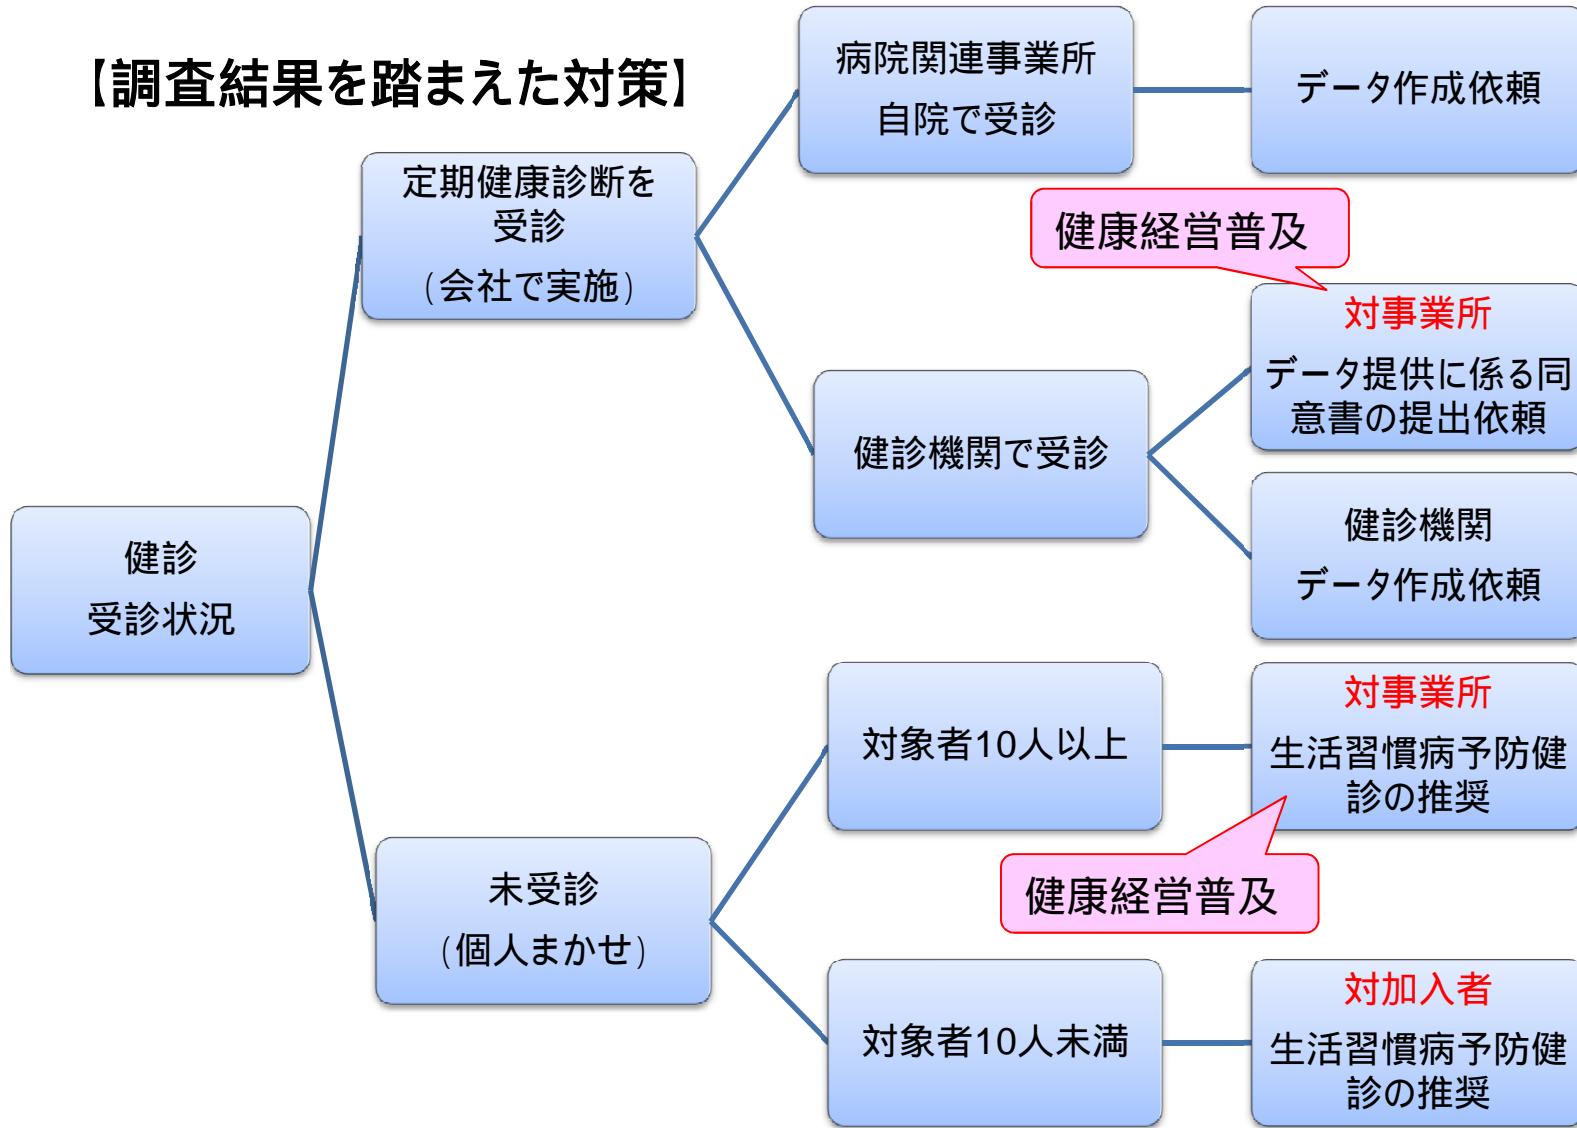 【調査結果を踏まえた対策】
病院関連事業所
自院で受診
データ作成依頼
定期健康診断を
受診
(会社で実施)
健康経営普及
対事業所
データ提供に係る同
意書の提出依頼
健診機関で受診
健診機関
データ作成依頼
健診
受診状況
対象者10人以上
対事業所
生活習慣病予防健
診の推奨
健康経営普及
未受診
(個人まかせ)
対象者10人未満
対加入者
生活習慣病予防健
診の推奨